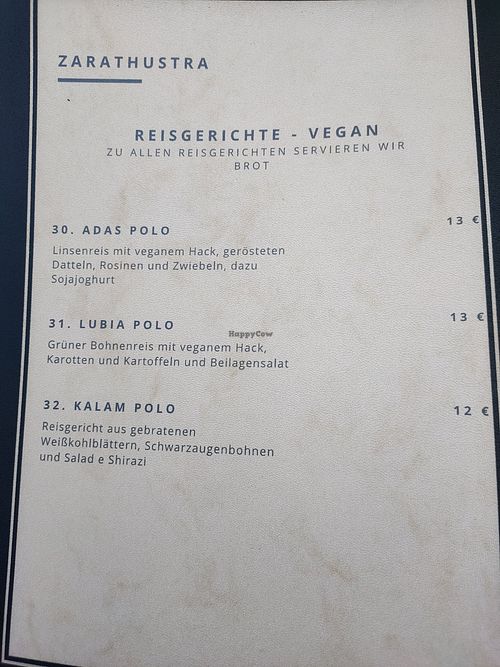 ZARATHUSTRA
REISGERICHTE - VEGAN
ZU ALLEN REISGERICHTEN SERVIEREN WIR
BROT
30. ADAS POLO 13 €
Linsenreis mit veganem Hack, gerösteten
Datteln, Rosinen und Zwiebeln, dazu
Sojajoghurt
31. LUBIA POLO 13 €
HappyCow
Grüner Bohnenreis mit veganem Hack,
Karotten und Kartoffeln und Beilagensalat
32. KALAM POLO 12 €
Reisgericht aus gebratenen
Weißkohlblättern, Schwarzaugenbohnen
und Salad e Shirazi